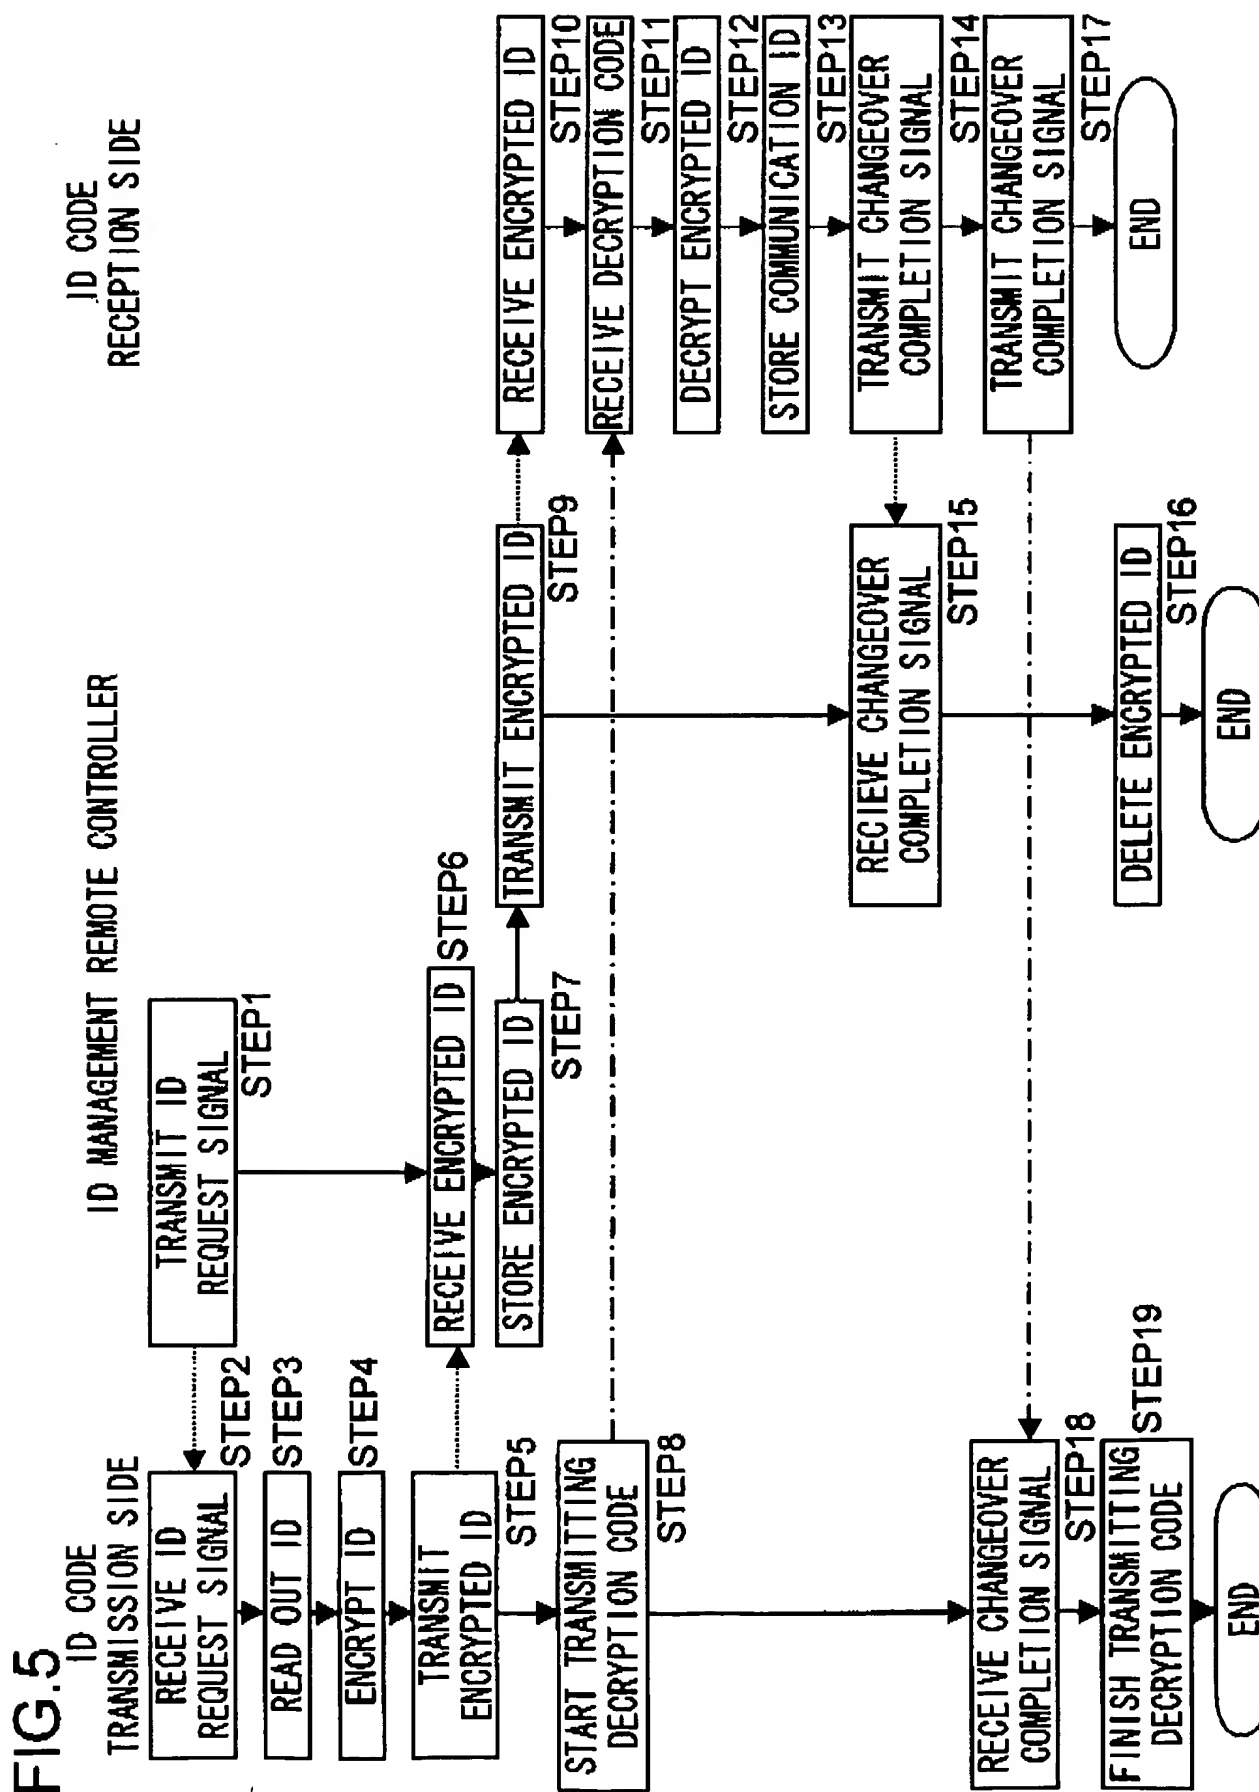 FIG.5
ID CODE
TRANSMISSION SIDE
RECEIVE ID
REQUEST SIGNAL
STEP2
READ OUT ID
STEP3
ENCRYPT ID
STEP4
TRANSMIT
ENCRYPTED ID
STEP5
START TRANSMITTING
DECRYPTION CODE
STEP8
RECEIVE CHANGEOVER
COMPLETION SIGNAL
STEP18
FINISH TRANSMITTING
DECRYPTION CODE
STEP19
END
ID MANAGEMENT REMOTE CONTROLLER
TRANSMIT ID
REQUEST SIGNAL
STEP1
RECEIVE ENCRYPTED ID
STEP6
STORE ENCRYPTED ID
STEP7
TRANSMIT ENCRYPTED ID
STEP9
RECIEVE CHANGEOVER
COMPLETION SIGNAL
STEP15
DELETE ENCRYPTED ID
STEP16
END
ID CODE
RECEPTION SIDE
RECEIVE ENCRYPTED ID
STEP10
RECEIVE DECRYPTION CODE
STEP11
DECRYPT ENCRYPTED ID
STEP12
STORE COMMUNICATION ID
STEP13
TRANSMIT CHANGEOVER
COMPLETION SIGNAL
STEP14
TRANSMIT CHANGEOVER
COMPLETION SIGNAL
STEP17
END